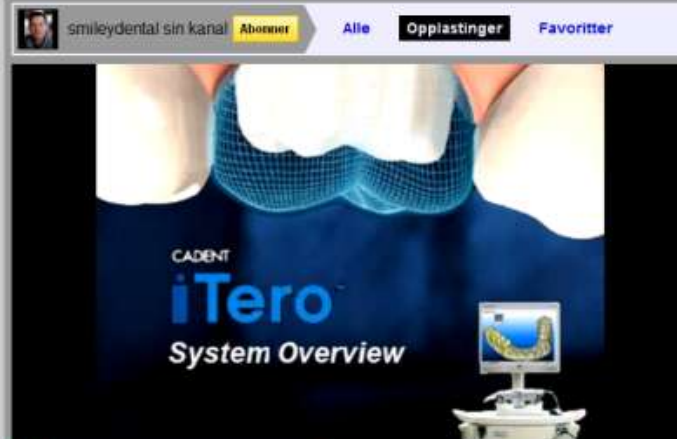 smileydental sin kanal Abonner Alle Opplastinger Favoritter
CADENT
iTero
System Overview